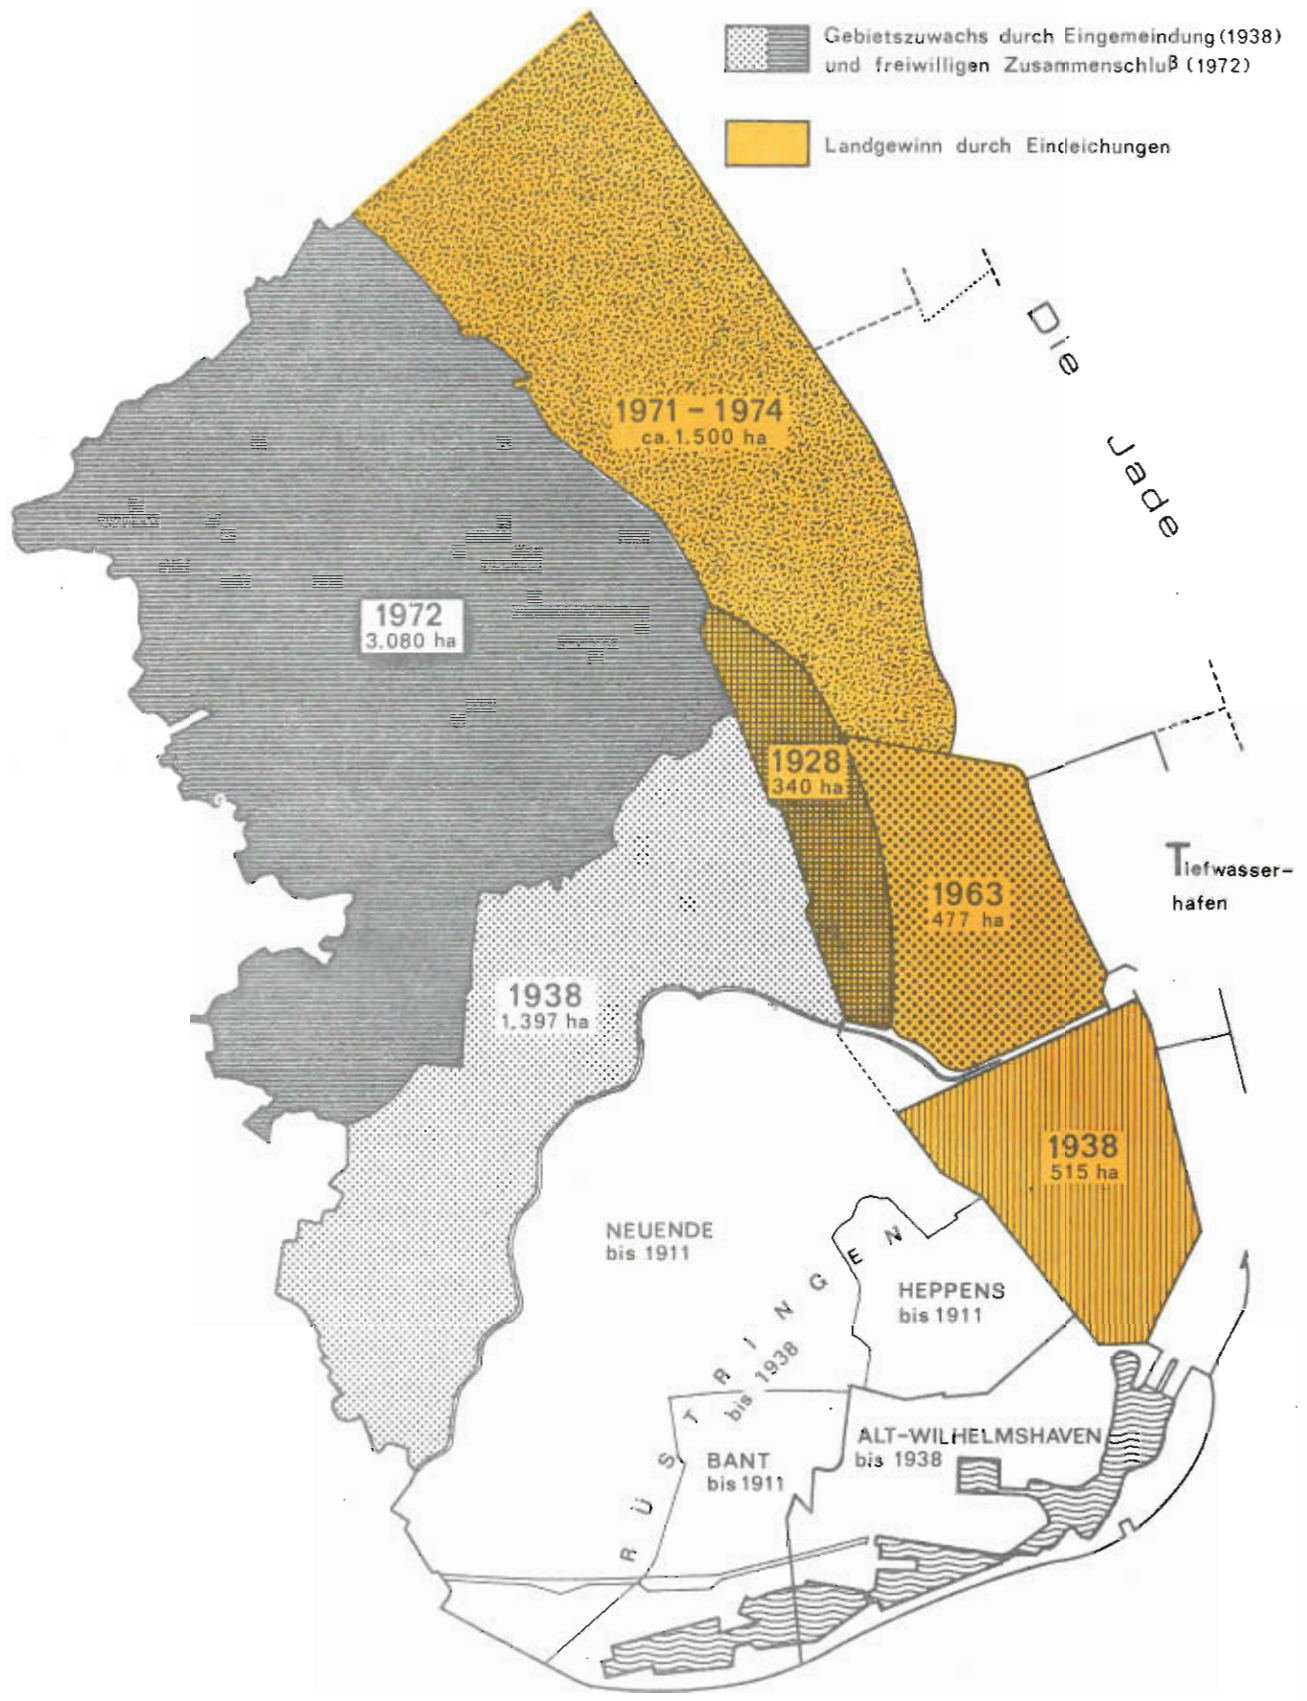 Gebietszuwachs durch Eingemeindung (1938)
und freiwilligen Zusammenschluß (1972)
Landgewinn durch Eindeichungen
Die Jade
1971 – 1974
ca. 1.500 ha
1972
3.080 ha
1928
340 ha
Tiefwasser-
hafen
1963
477 ha
1938
1.397 ha
1938
515 ha
NEUENDE
bis 1911
HEPPENS
bis 1911
RÜSTRINGEN
bis 1938
ALT-WILHELMSHAVEN
bis 1938
BANT
bis 1911